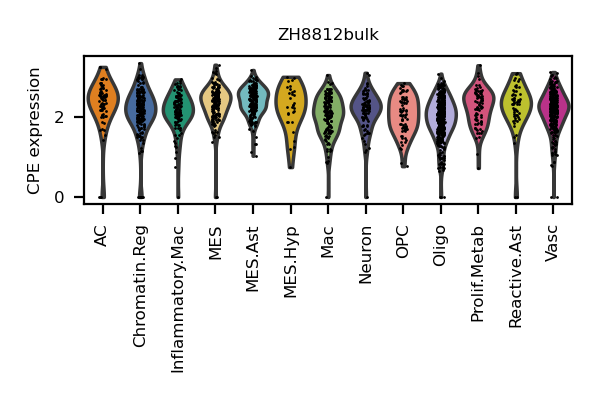 ZH8812bulk
CPE expression
2
0
AC
Chromatin.Reg
Inflammatory.Mac
MES
MES.Ast
MES.Hyp
Mac
Neuron
OPC
Oligo
Prolif.Metab
Reactive.Ast
Vasc